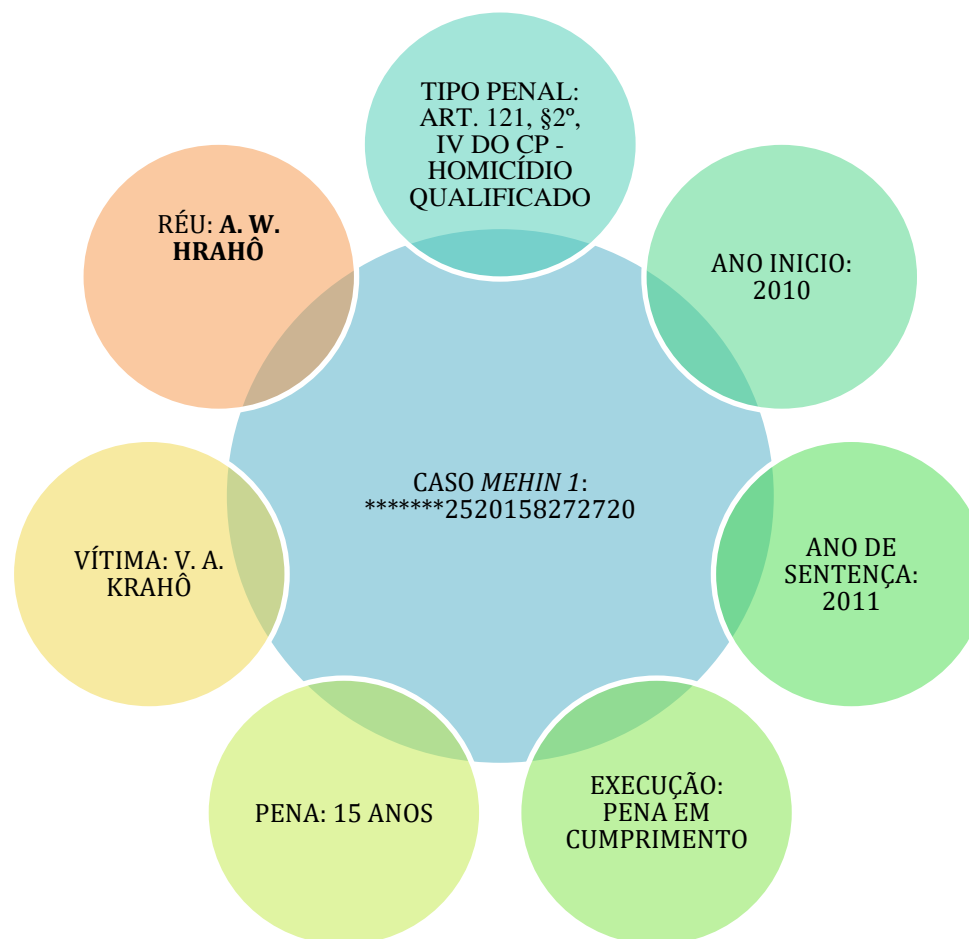 TIPO PENAL:
ART. 121, §2º,
IV DO CP -
HOMICÍDIO
QUALIFICADO
ANO INICIO:
2010
ANO DE
SENTENÇA:
2011
EXECUÇÃO:
PENA EM
CUMPRIMENTO
PENA: 15 ANOS
VÍTIMA: V. A.
KRAHÔ
RÉU: A. W.
HRAHÔ
CASO MEHIN 1:
*******2520158272720